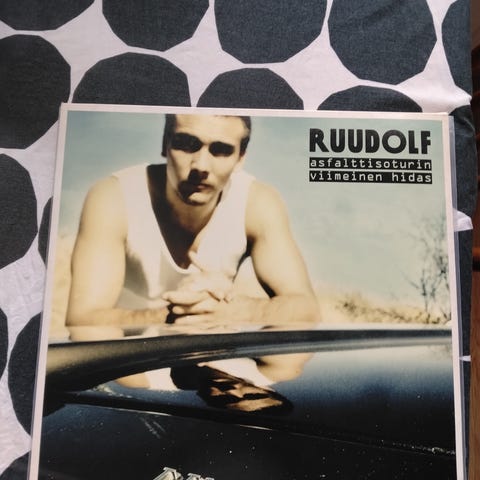 RUUDOLF
asfalttisoturin
viimeinen hidas